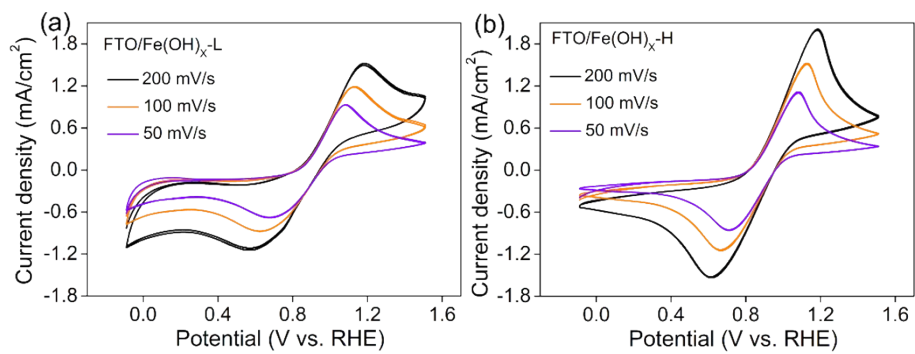 (a)
FTO/Fe(OH)ₓ-L
200 mV/s
100 mV/s
50 mV/s
Current density (mA/cm²)
1.8
1.2
0.6
0.0
-0.6
-1.2
-1.8
0.0 0.4 0.8 1.2 1.6
Potential (V vs. RHE)
(b)
FTO/Fe(OH)ₓ-H
200 mV/s
100 mV/s
50 mV/s
Current density (mA/cm²)
1.8
1.2
0.6
0.0
-0.6
-1.2
-1.8
0.0 0.4 0.8 1.2 1.6
Potential (V vs. RHE)